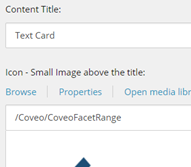 Content Title:
Text Card
Icon - Small Image above the title:
Browse Properties Open media libr
/Coveo/CoveoFacetRange